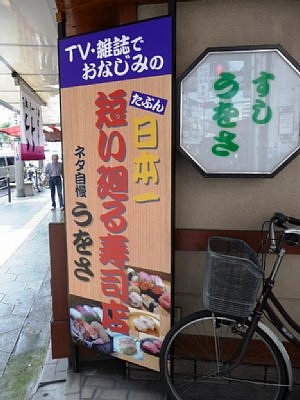 TV・雑誌で
おなじみの
たぶん
日本一
短い廻る寿司店
ネタ自慢 うをさ
すし
うをさ